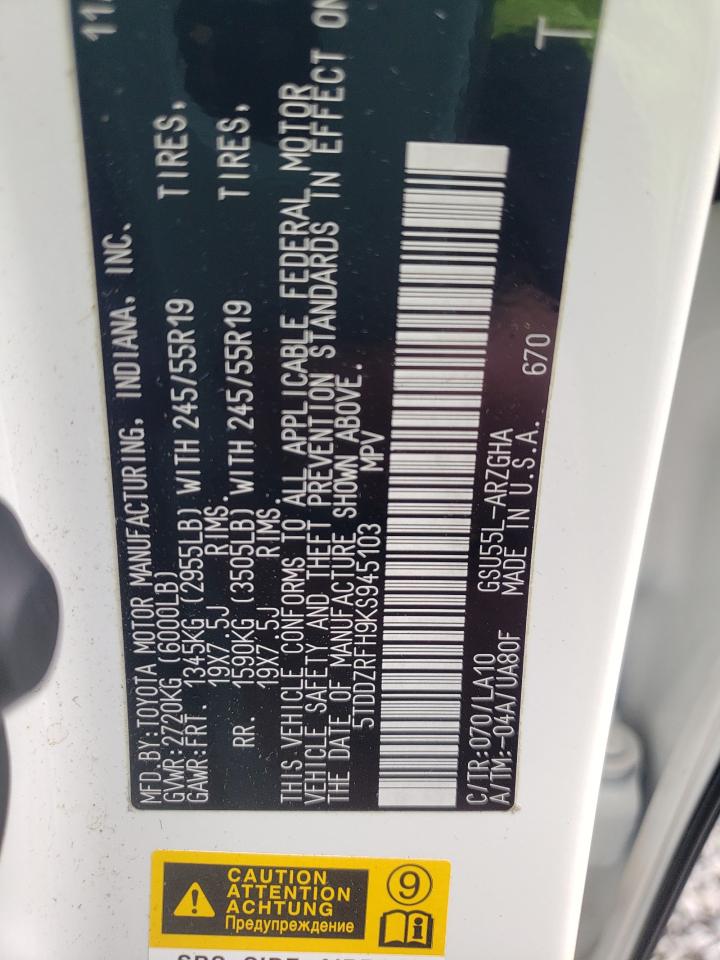 11/
MFD.BY:TOYOTA MOTOR MANUFACTURING, INDIANA, INC.
GVWR:2720KG (6000LB)
GAWR:FRT. 1345KG (2955LB) WITH 245/55R19 TIRES,
19X7.5J RIMS.
RR. 1590KG (3505LB) WITH 245/55R19 TIRES,
19X7.5J RIMS.
THIS VEHICLE CONFORMS TO ALL APPLICABLE FEDERAL MOTOR
VEHICLE SAFETY AND THEFT PREVENTION STANDARDS IN EFFECT ON
THE DATE OF MANUFACTURE SHOWN ABOVE.
5TDDZRFH9KS945103 MPV
C/TR:070/LA10 GSU55L-ARZGHA
A/TM:-04A/UA80F MADE IN U.S.A. 670
T
CAUTION
ATTENTION
ACHTUNG
Предупреждение
9